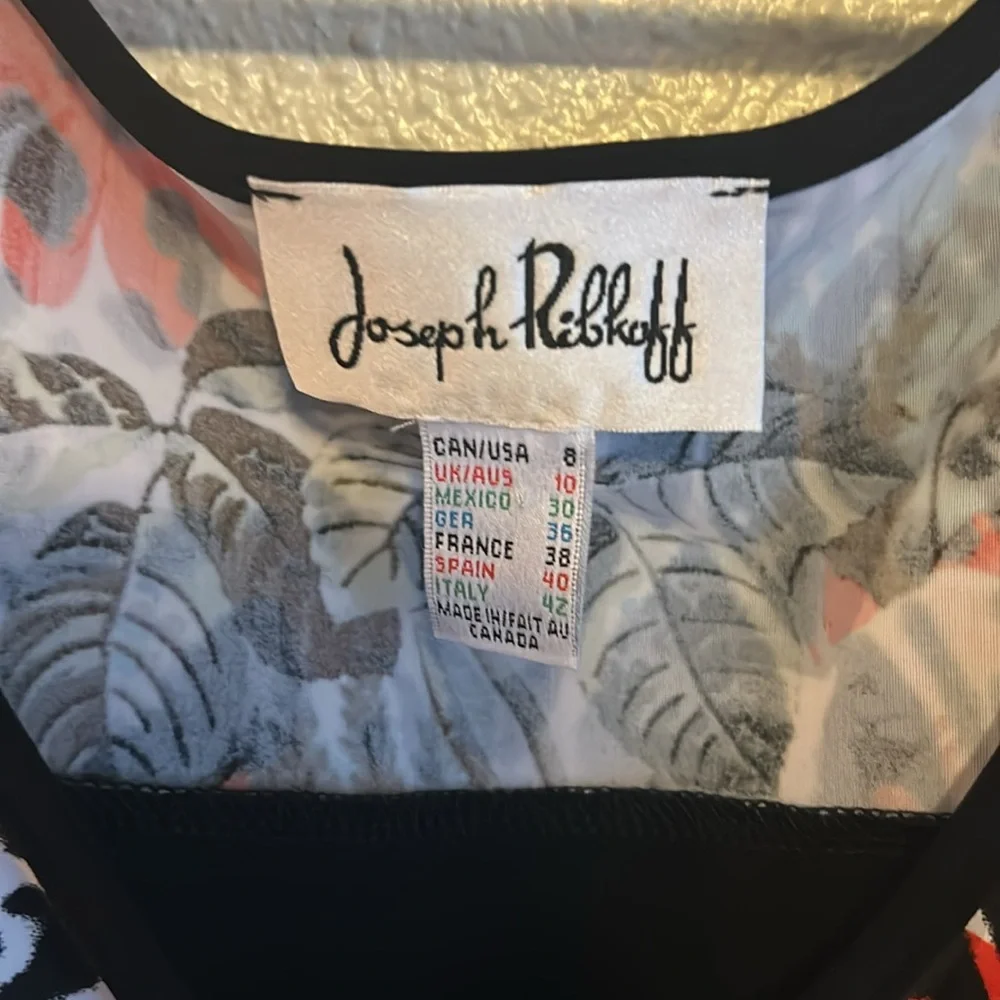 Joseph Ribkoff
CAN/USA 8
UK/AUS 10
MEXICO 30
GER 36
FRANCE 38
SPAIN 40
ITALY 42
MADE IN/FAIT AU
CANADA